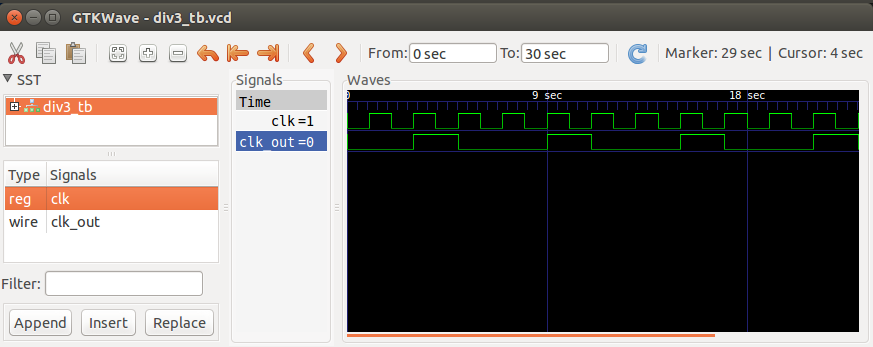 GTKWave - div3_tb.vcd
From: 0 sec To: 30 sec Marker: 29 sec | Cursor: 4 sec
SST
div3_tb
Type Signals
reg clk
wire clk_out
Filter:
Append Insert Replace
Signals
Time
clk =1
clk_out =0
Waves
0 9 sec 18 sec